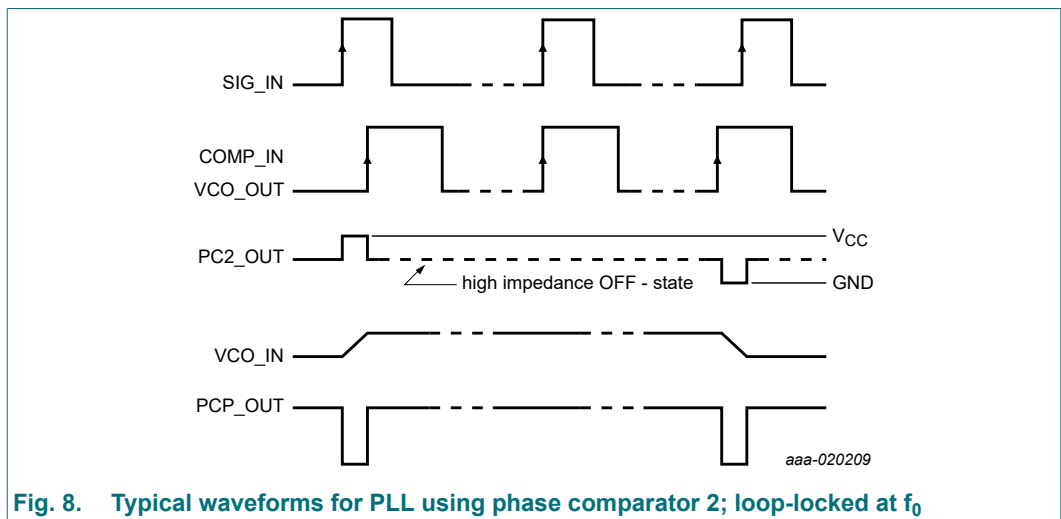 SIG_IN
COMP_IN
VCO_OUT
PC2_OUT
VCC
high impedance OFF - state
GND
VCO_IN
PCP_OUT
aaa-020209
Fig. 8. Typical waveforms for PLL using phase comparator 2; loop-locked at f0